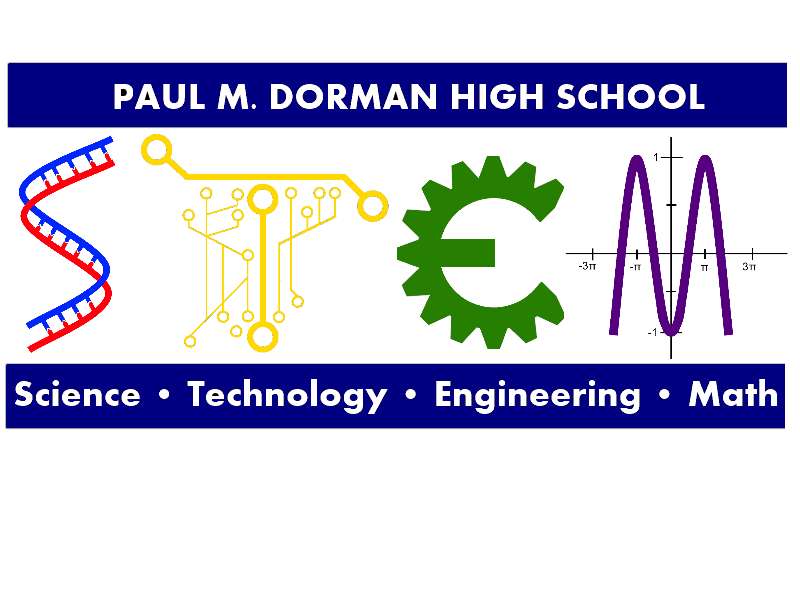 PAUL M. DORMAN HIGH SCHOOL
1
-3π -π π 3π
-1
Science • Technology • Engineering • Math